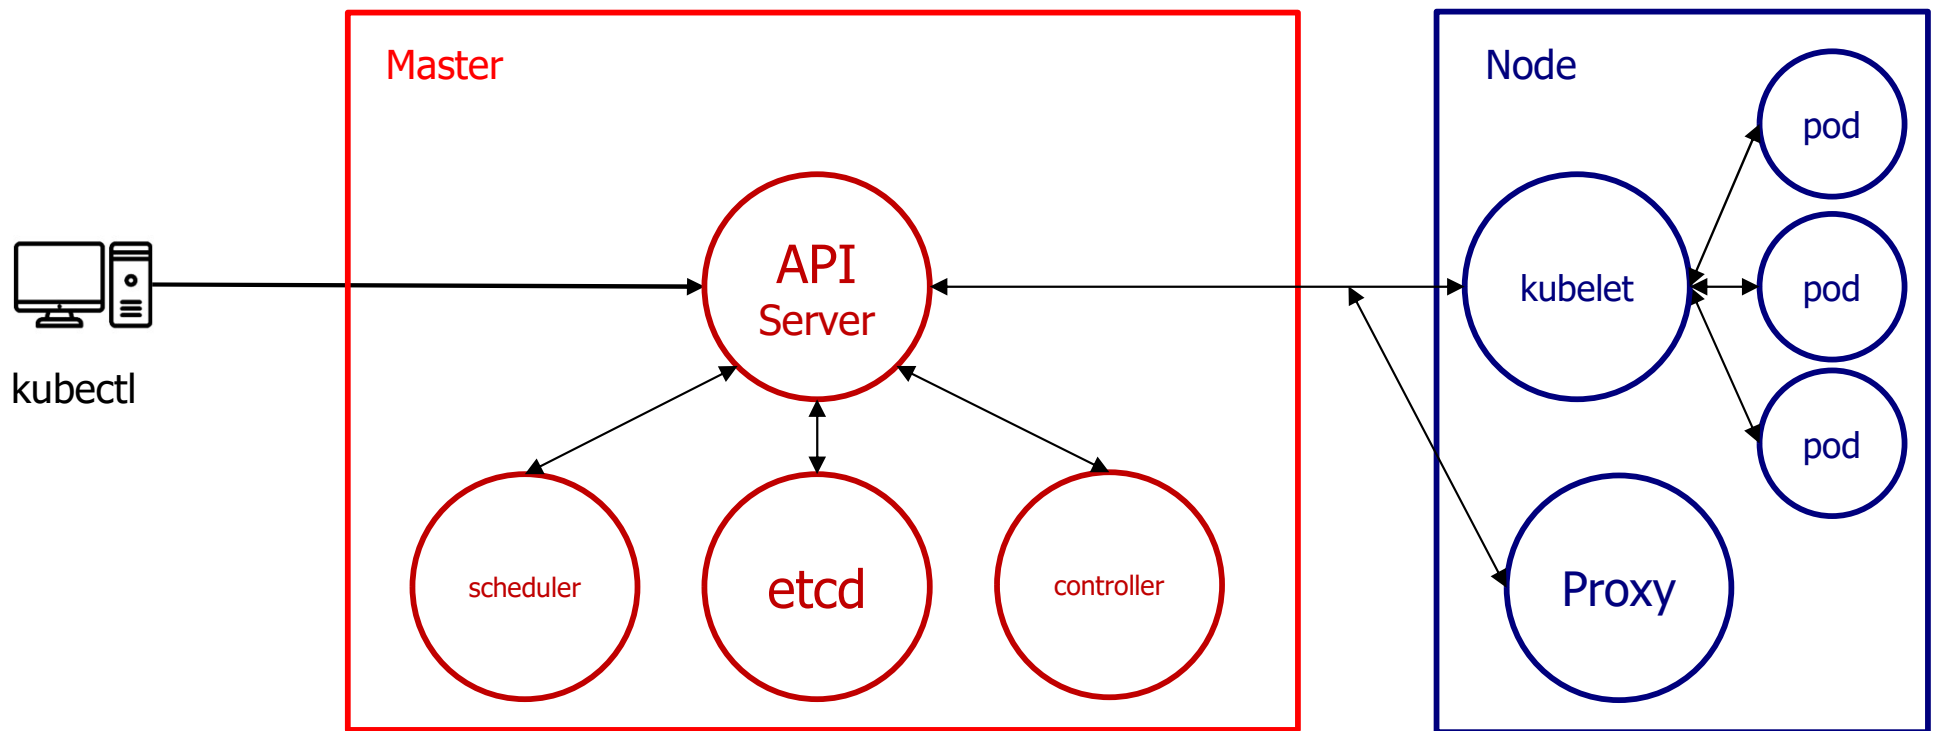 Master
Node
pod
API
Server
kubelet
pod
kubectl
pod
scheduler
etcd
controller
Proxy